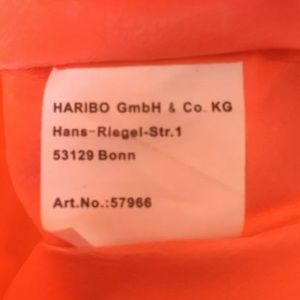 HARIBO GmbH & Co. KG
Hans-Riegel-Str.1
53129 Bonn
Art.No.:57966